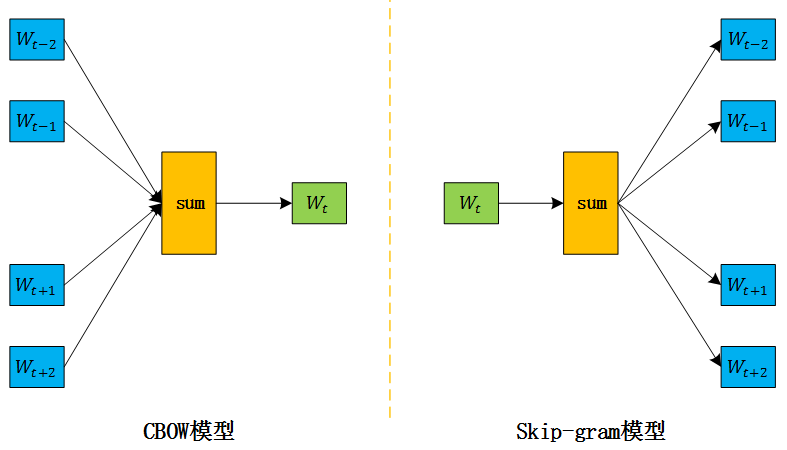 W_{t-2}
W_{t-1}
sum
W_t
W_{t+1}
W_{t+2}
CBOW模型
W_{t-2}
W_{t-1}
W_t
sum
W_{t+1}
W_{t+2}
Skip-gram模型